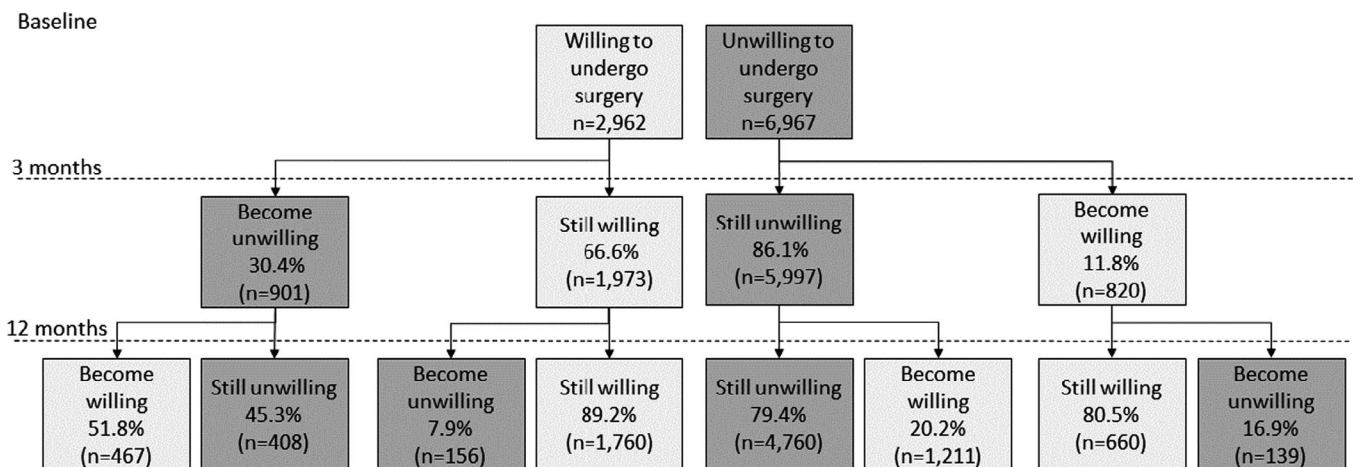 Baseline
Willing to
undergo
surgery
n=2,962
Unwilling to
undergo
surgery
n=6,967
3 months
Become
unwilling
30.4%
(n=901)
Still willing
66.6%
(n=1,973)
Still unwilling
86.1%
(n=5,997)
Become
willing
11.8%
(n=820)
12 months
Become
willing
51.8%
(n=467)
Still unwilling
45.3%
(n=408)
Become
unwilling
7.9%
(n=156)
Still willing
89.2%
(n=1,760)
Still unwilling
79.4%
(n=4,760)
Become
willing
20.2%
(n=1,211)
Still willing
80.5%
(n=660)
Become
unwilling
16.9%
(n=139)